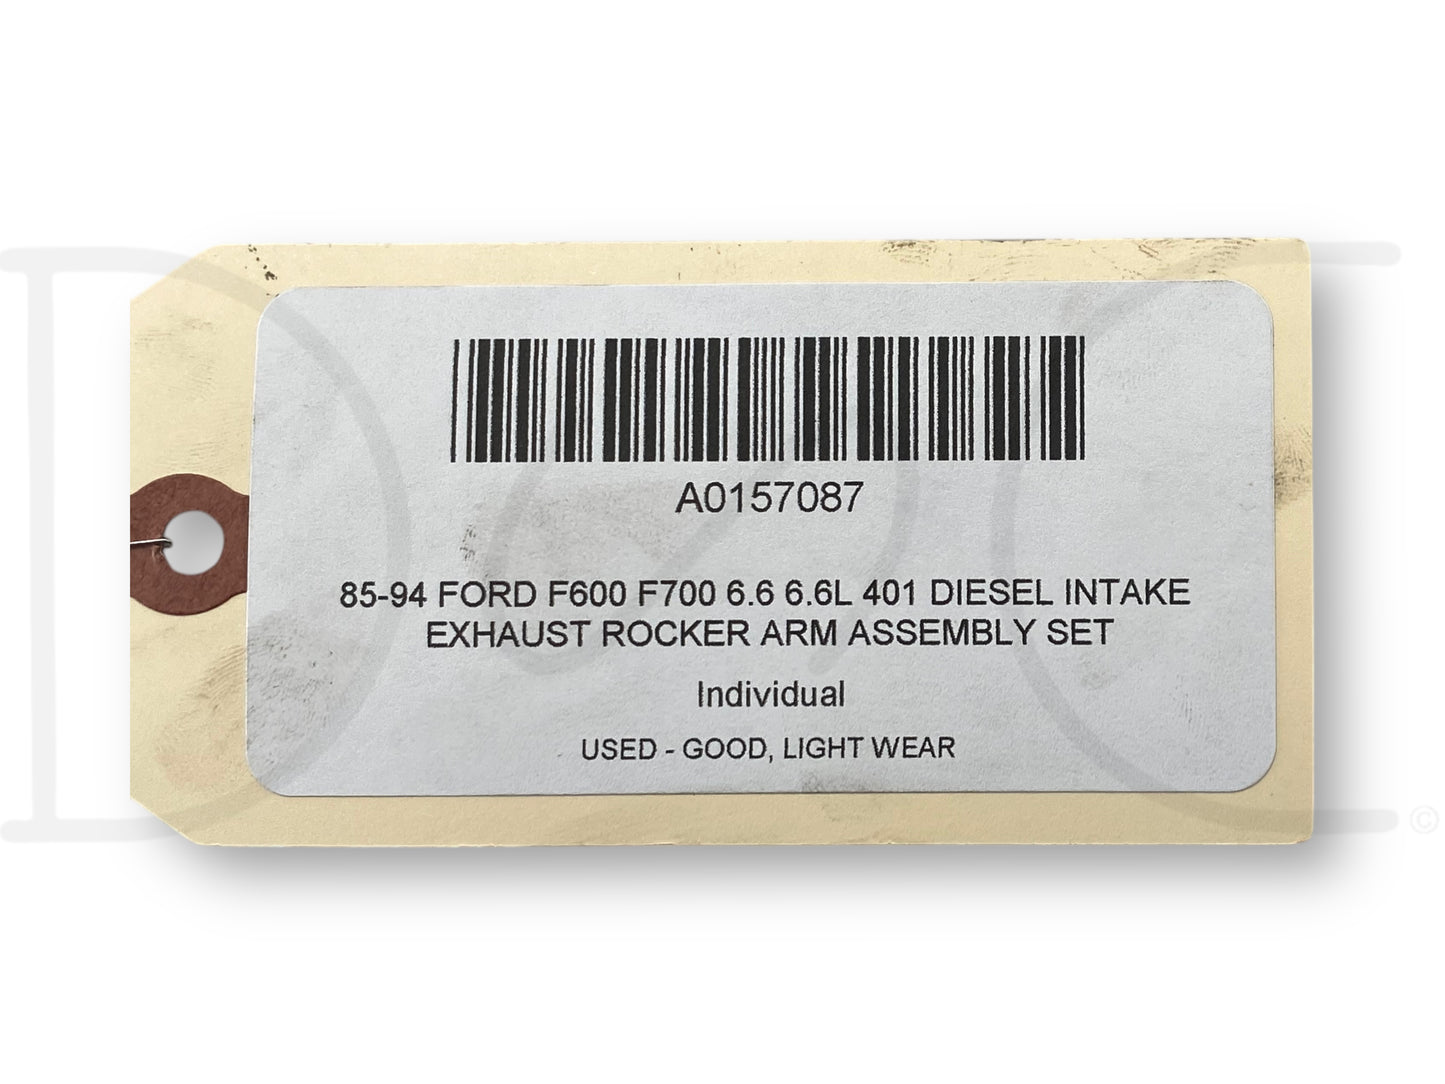 A0157087
85-94 FORD F600 F700 6.6 6.6L 401 DIESEL INTAKE
EXHAUST ROCKER ARM ASSEMBLY SET
Individual
USED - GOOD, LIGHT WEAR
©